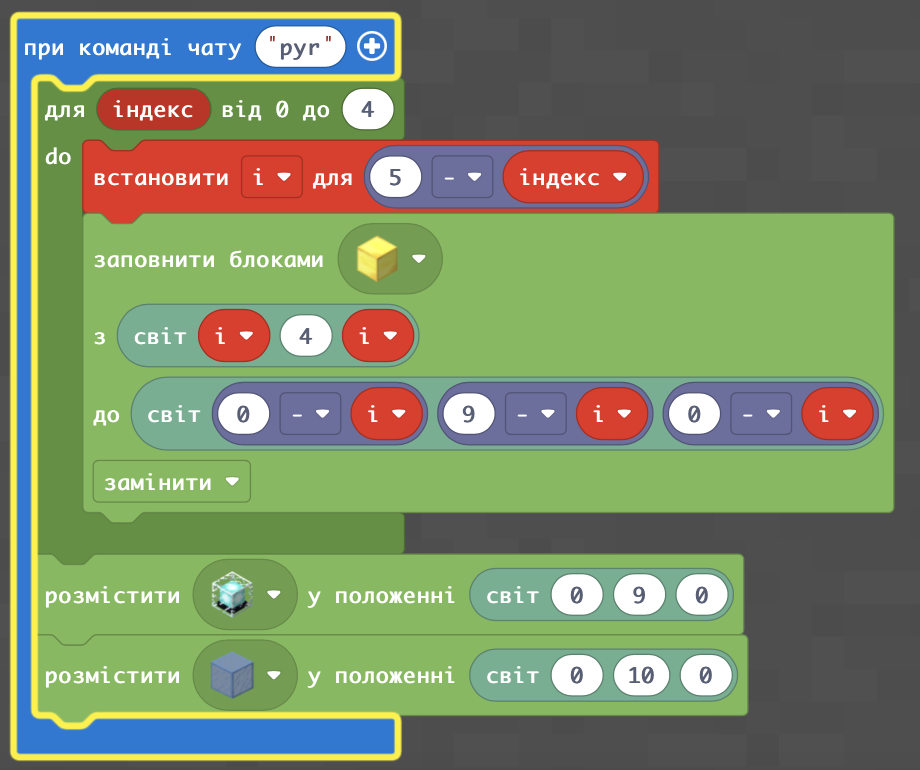 при команді чату "pyr"
для індекс від 0 до 4
do
встановити i для 5 - індекс
заповнити блоками
з світ i 4 i
до світ 0 - i 9 - i 0 - i
замінити
розмістити у положенні світ 0 9 0
розмістити у положенні світ 0 10 0